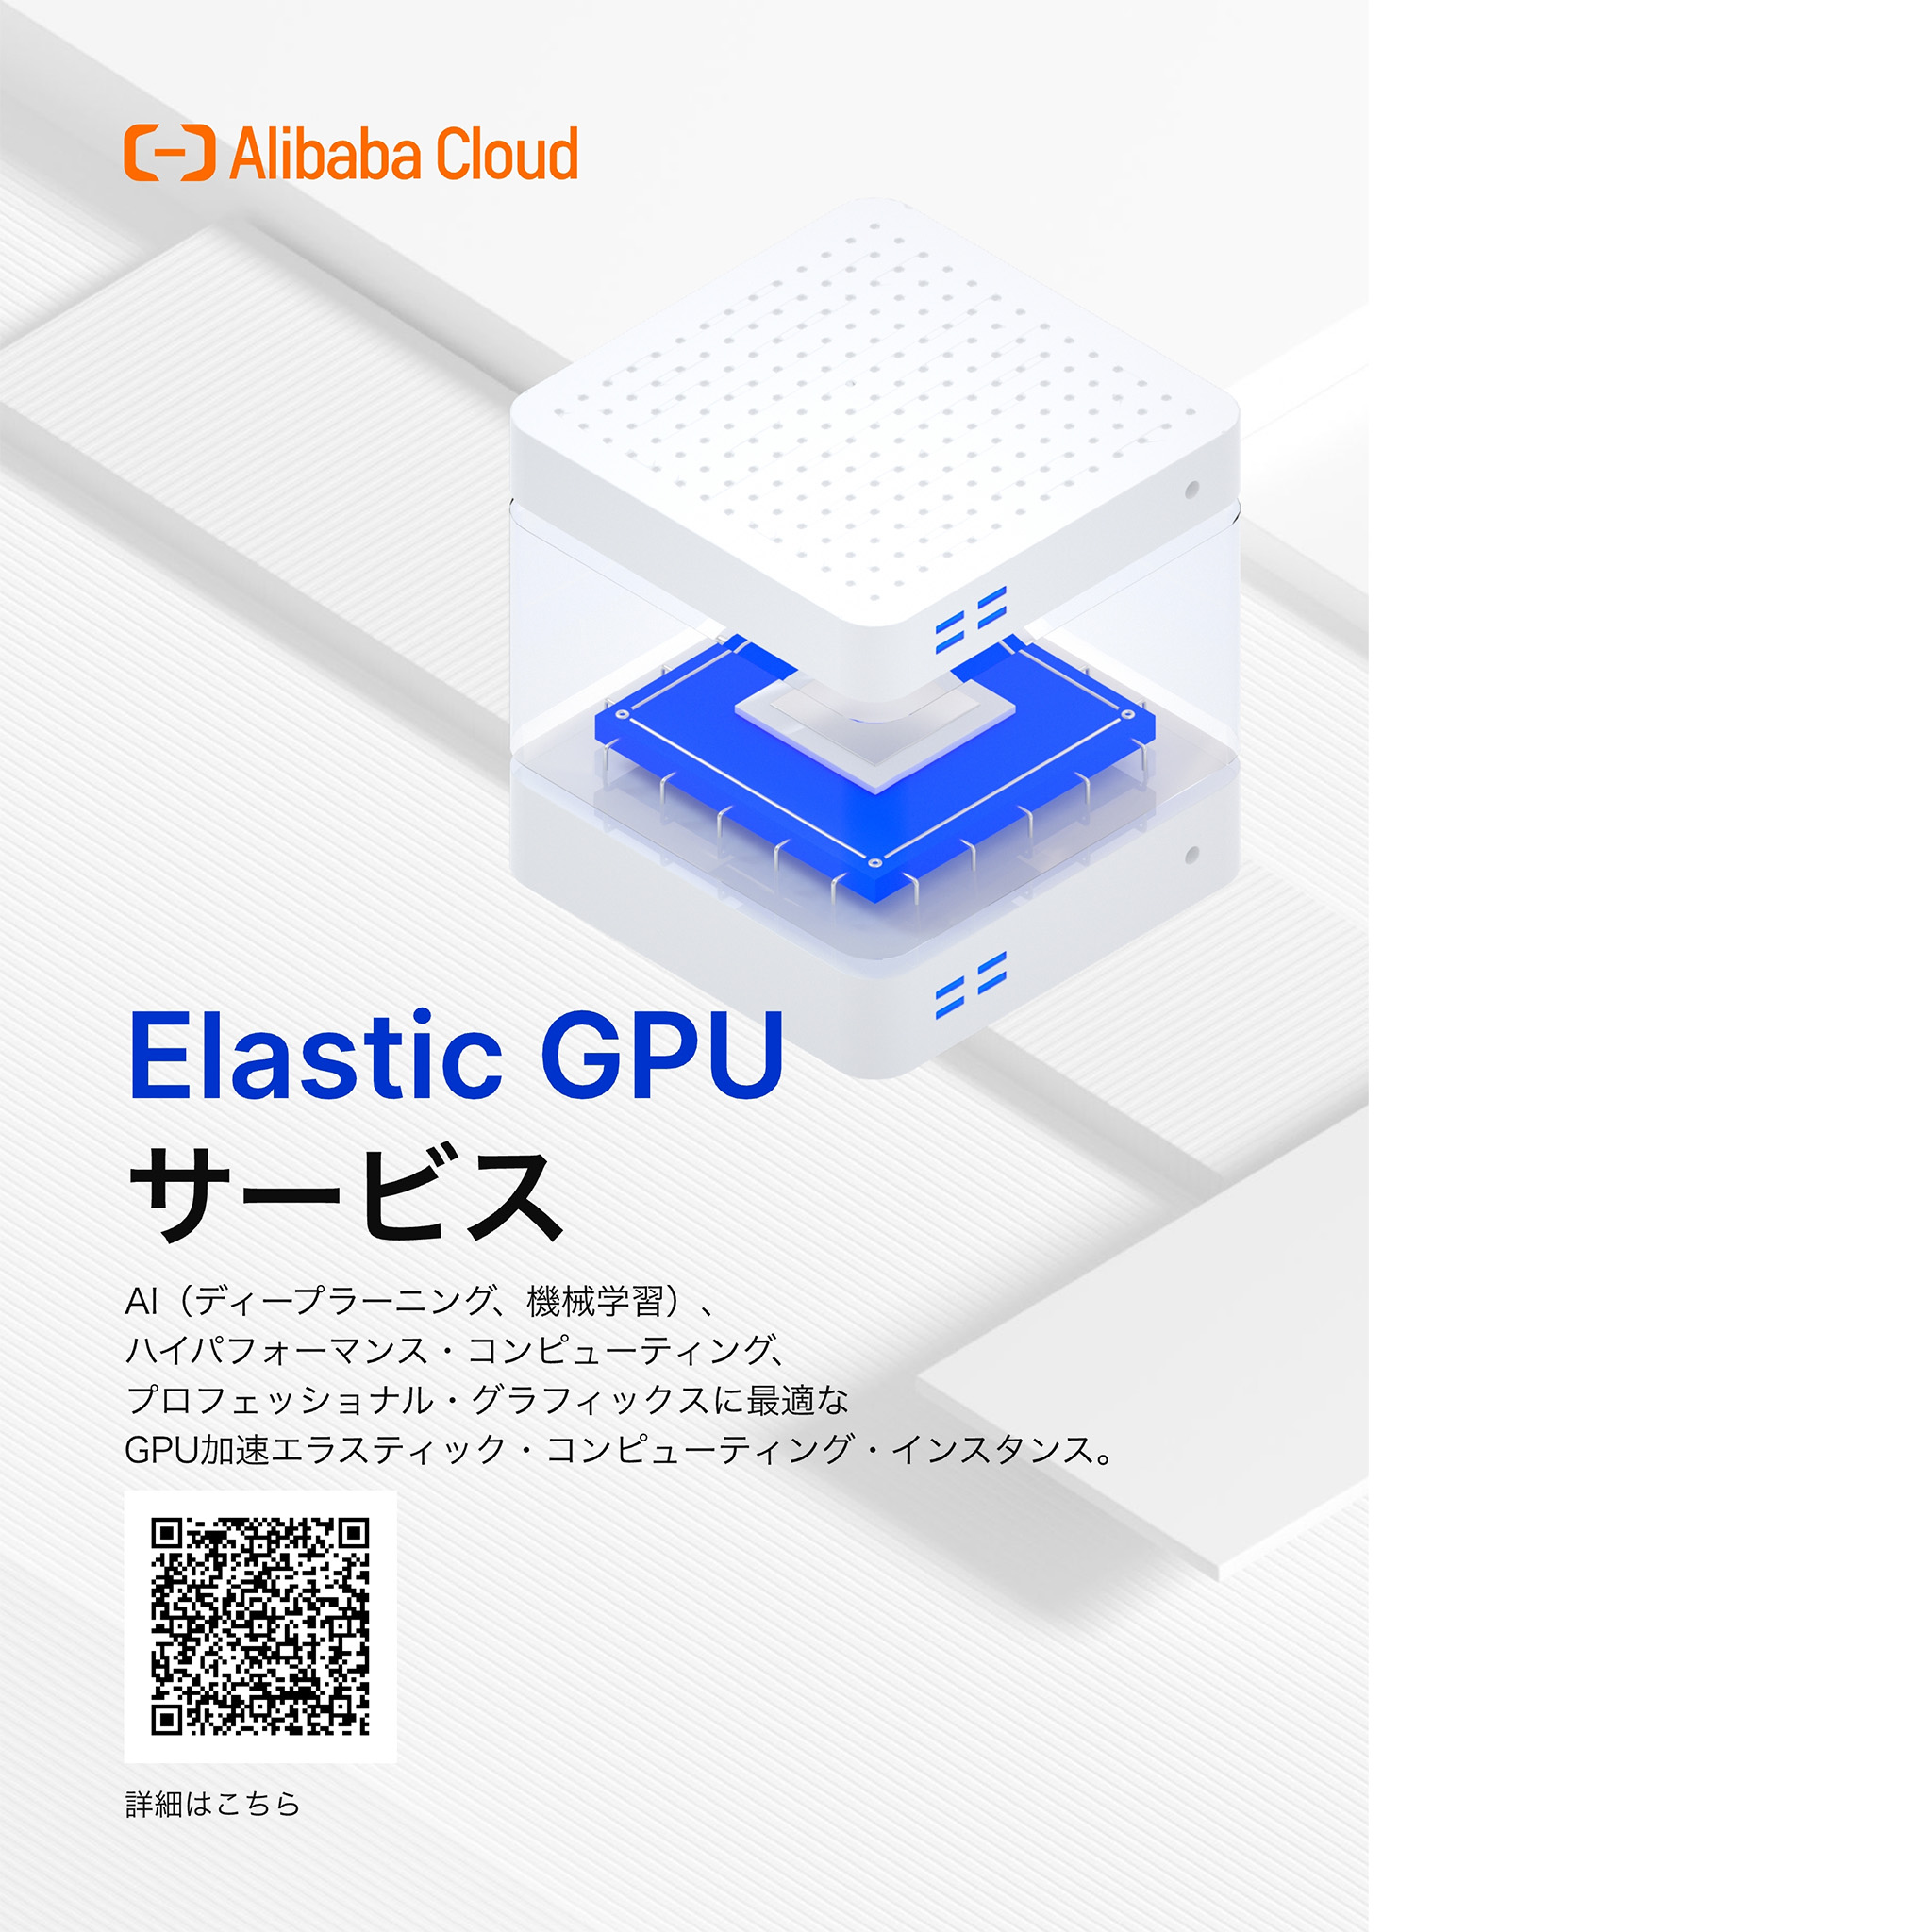 Alibaba Cloud
Elastic GPU
サービス
AI（ディープラーニング、機械学習）、
ハイパフォーマンス・コンピューティング、
プロフェッショナル・グラフィックスに最適な
GPU加速エラスティック・コンピューティング・インスタンス。
詳細はこちら